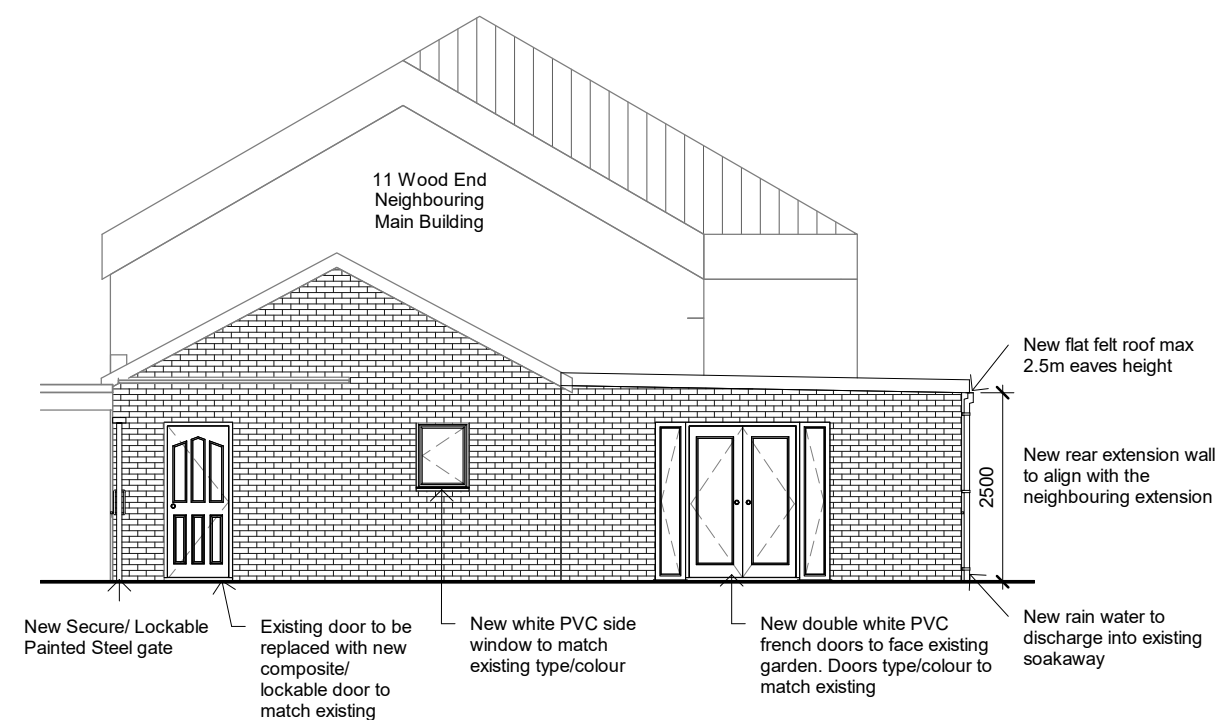 11 Wood End
Neighbouring
Main Building
New flat felt roof max
2.5m eaves height
New rear extension wall
to align with the
neighbouring extension
2500
New Secure/ Lockable
Painted Steel gate
Existing door to be
replaced with new
composite/
lockable door to
match existing
New white PVC side
window to match
existing type/colour
New double white PVC
french doors to face existing
garden. Doors type/colour to
match existing
New rain water to
discharge into existing
soakaway